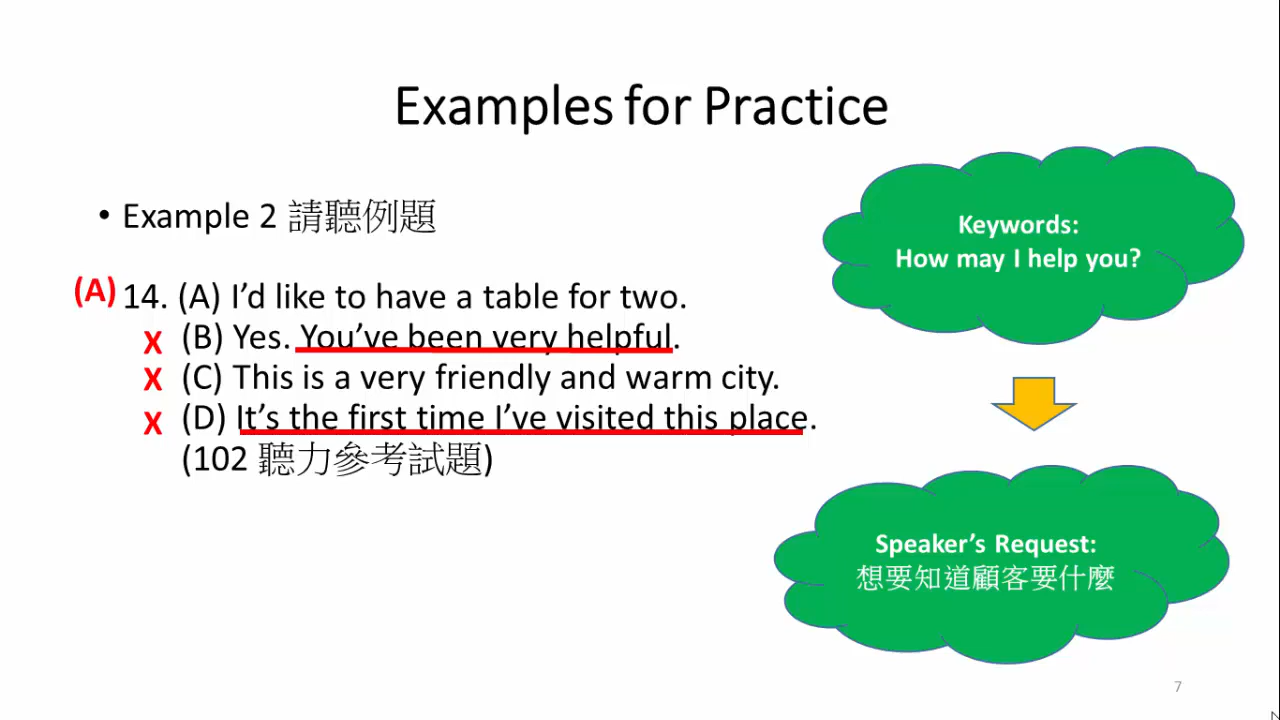 Examples for Practice
• Example 2 請聽例題
(A) 14. (A) I’d like to have a table for two.
X (B) Yes. You’ve been very helpful.
X (C) This is a very friendly and warm city.
X (D) It’s the first time I’ve visited this place.
(102 聽力參考試題)
Keywords:
How may I help you?
Speaker’s Request:
想要知道顧客要什麼
7